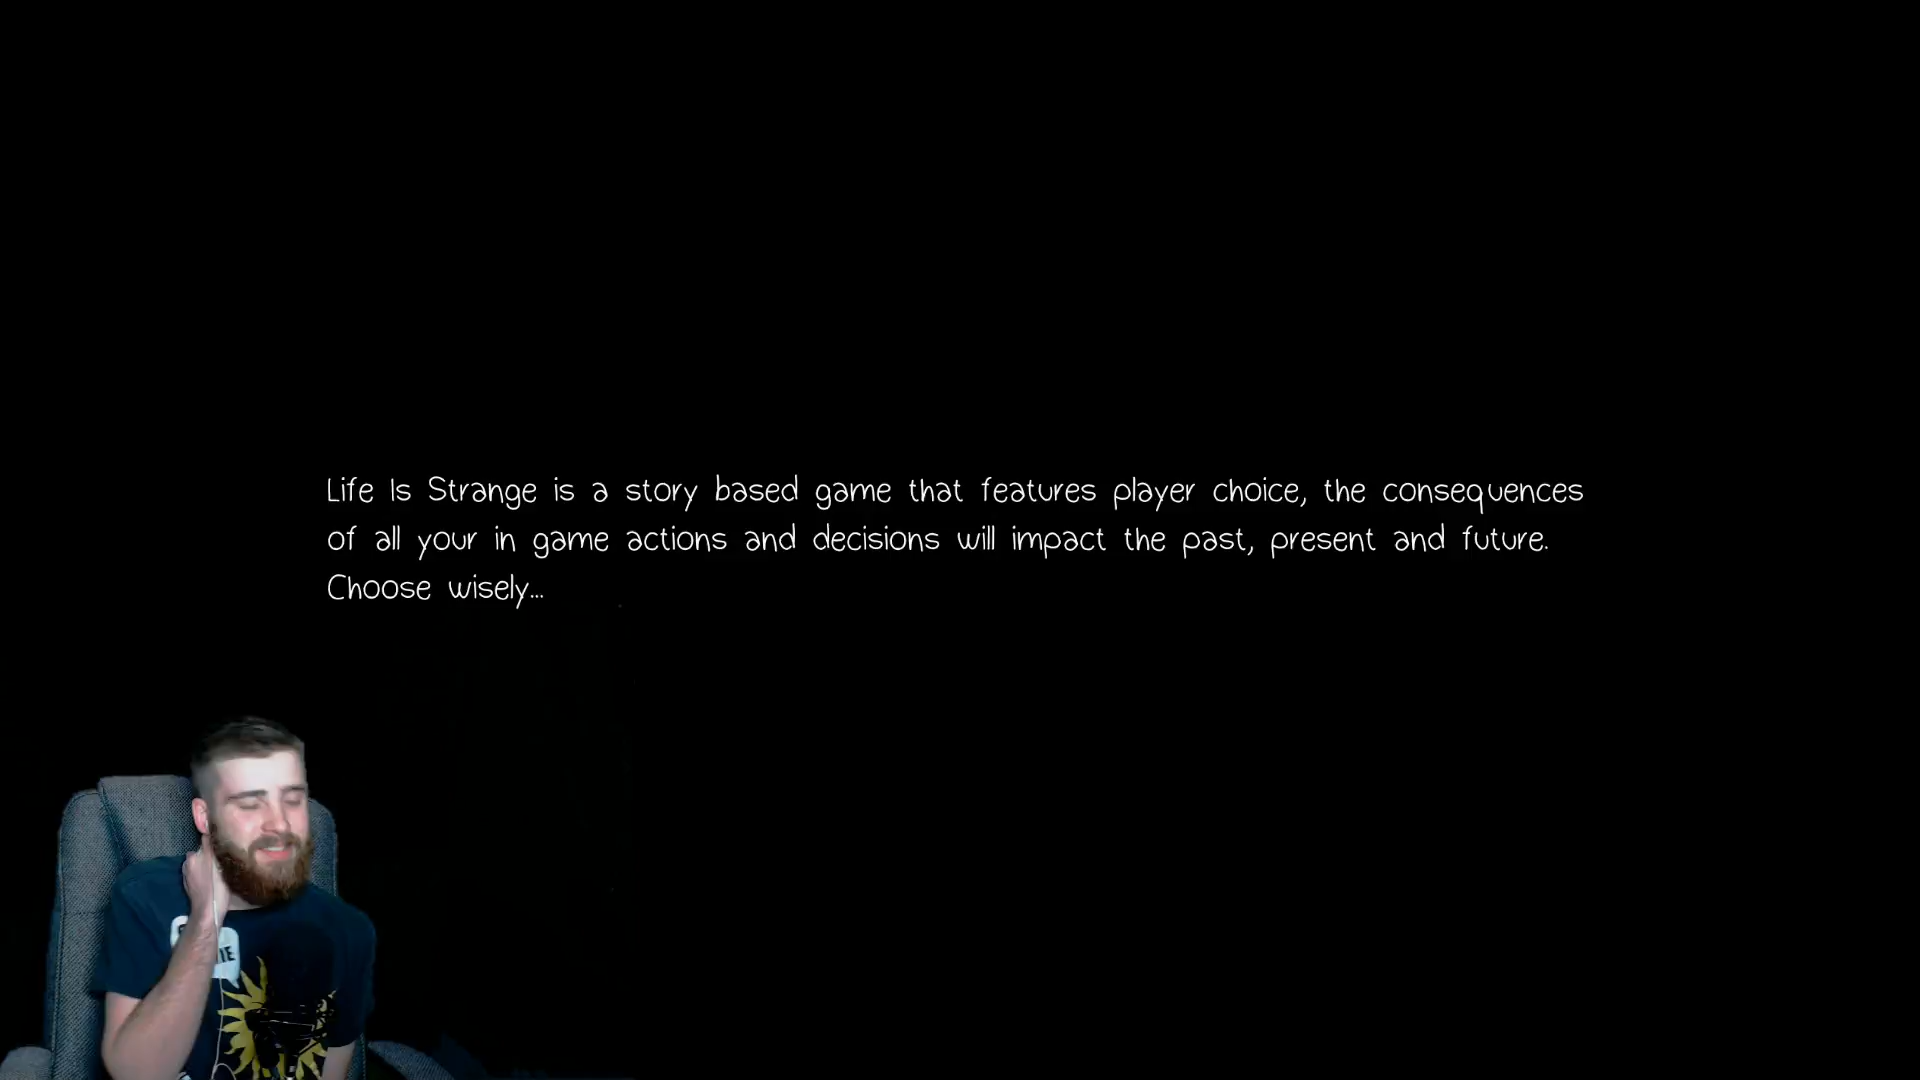 Life Is Strange is a story based game that features player choice, the consequences
of all your in game actions and decisions will impact the past, present and future.
Choose wisely...